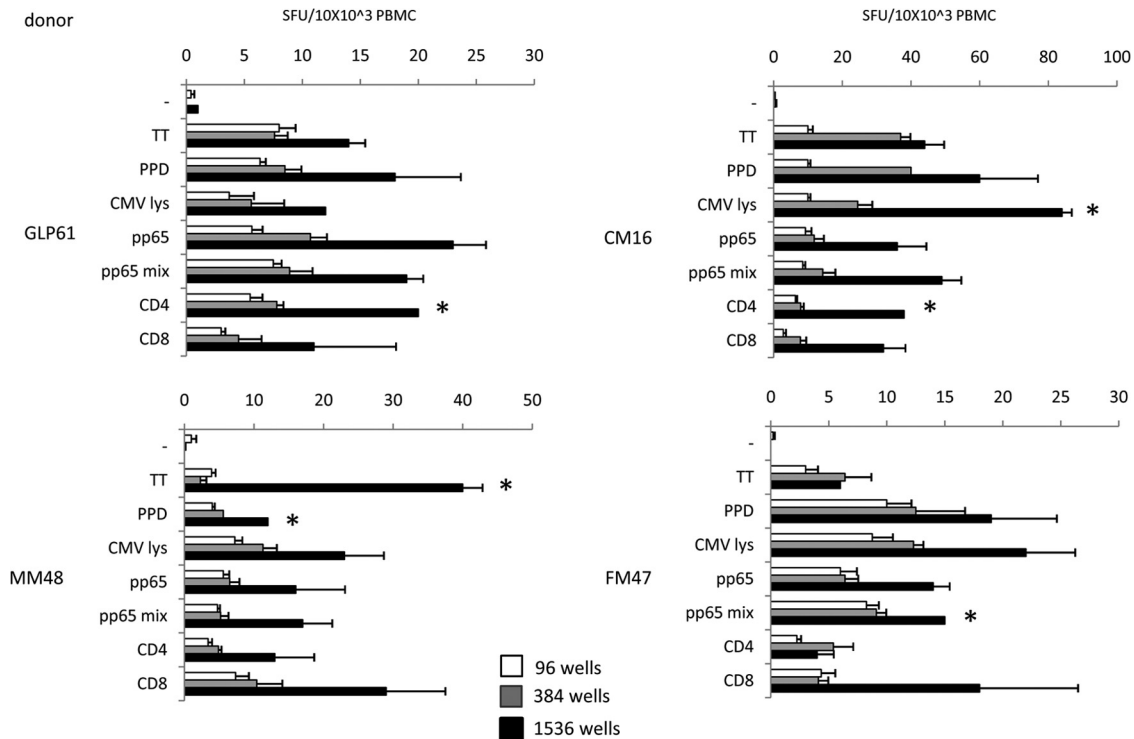 donor
SFU/10X10^3 PBMC
0 5 10 15 20 25 30
-
TT
PPD
CMV lys
pp65
pp65 mix
CD4 *
CD8
GLP61
SFU/10X10^3 PBMC
0 20 40 60 80 100
-
TT
PPD
CMV lys *
pp65
pp65 mix
CD4 *
CD8
CM16
0 10 20 30 40 50
-
TT *
PPD *
CMV lys
pp65
pp65 mix
CD4
CD8
MM48
0 5 10 15 20 25 30
-
TT
PPD
CMV lys
pp65
pp65 mix *
CD4
CD8
FM47
96 wells
384 wells
1536 wells